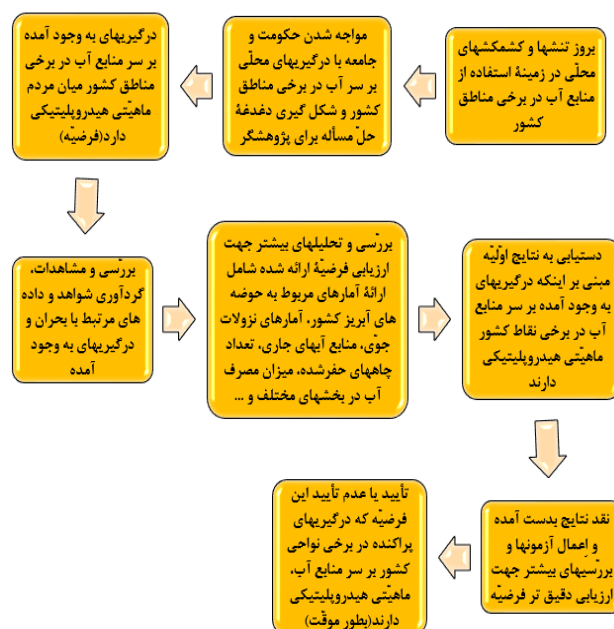 بروز تنشها و کشمکشهای
محلّی در زمینهٔ استفاده از
منابع آب در برخی مناطق
کشور
مواجه شدن حکومت و
جامعه با درگیریهای محلّی
بر سر آب در برخی مناطق
کشور و شکل گیری دغدغهٔ
حلّ مسأله برای پژوهشگر
درگیریهای به وجود آمده
بر سر منابع آب در برخی
مناطق کشور میان مردم
ماهیّتی هیدروپلیتیکی
دارد(فرضیّه)
بررسی و مشاهدات،
گردآوری شواهد و داده
های مرتبط با بحران و
درگیریهای به وجود
آمده
بررّسی و تحلیلهای بیشتر جهت
ارزیابی فرضیّهٔ ارائه شده شامل
ارائهٔ آمارهای مربوط به حوضه
های آبریز کشور، آمارهای نزولات
جوّی، منابع آبهای جاری، تعداد
چاههای حفرشده، میزان مصرف
آب در بخشهای مختلف و ...
دستیابی به نتایج اوّلیّه
مبنی بر اینکه درگیریهای
به وجود آمده بر سر منابع
آب در برخی نقاط کشور
ماهیّتی هیدروپلیتیکی
دارند
نقد نتایج بدست آمده
و اعمال آزمونها و
بررّسیهای بیشتر جهت
ارزیابی دقیق تر فرضیّه
تأیید یا عدم تأیید این
فرضیّه که درگیریهای
پراکنده در برخی نواحی
کشور بر سر منابع آب،
ماهیّتی هیدروپلیتیکی
دارند(بطور موقّت)